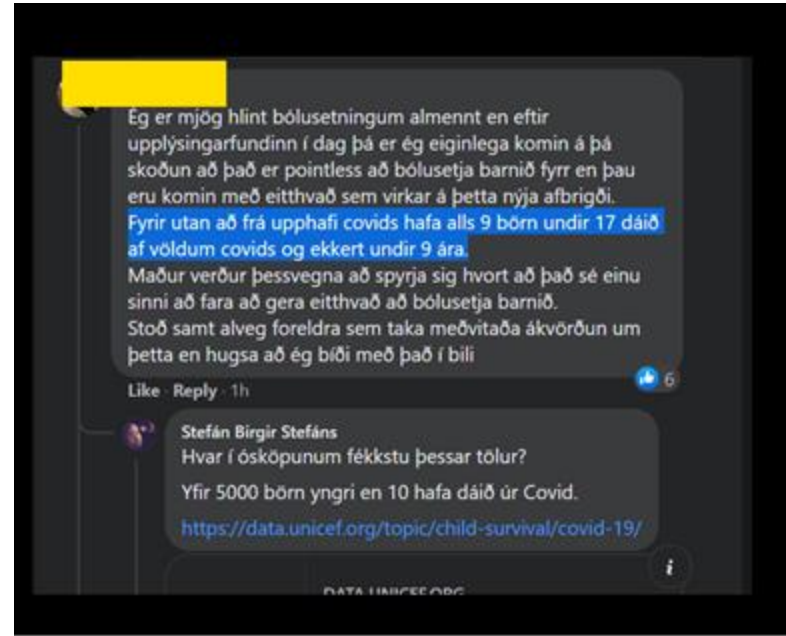 Ég er mjög hlint bólusetningum almennt en eftir
upplýsingarfundinn í dag þá er ég eiginlega komin á þá
skoðun að það er pointless að bólusetja barnið fyrr en þau
eru komin með eitthvað sem virkar á þetta nýja afbrigði.
Fyrir utan að frá upphafi covids hafa alls 9 börn undir 17 dáið
af völdum covids og ekkert undir 9 ára.
Maður verður þessvegna að spyrja sig hvort að það sé einu
sinni að fara að gera eitthvað að bólusetja barnið.
Stoð samt alveg foreldra sem taka meðvitaða ákvörðun um
þetta en hugsa að ég bíði með það í bili
6
Like · Reply · 1h
Stefán Birgir Stefáns
Hvar í ósköpunum fékkstu þessar tölur?
Yfir 5000 börn yngri en 10 hafa dáið úr Covid.
https://data.unicef.org/topic/child-survival/covid-19/
i
DATA.UNICEF.ORG